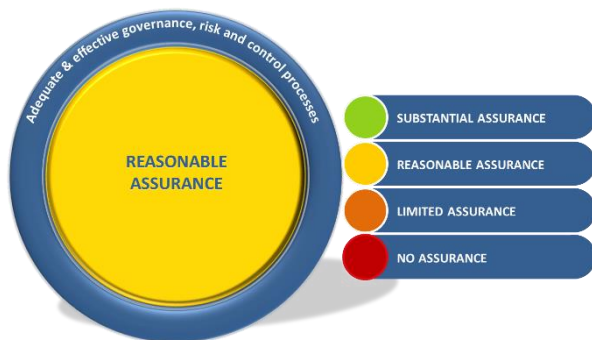 Adequate & effective governance, risk and control processes
REASONABLE
ASSURANCE
SUBSTANTIAL ASSURANCE
REASONABLE ASSURANCE
LIMITED ASSURANCE
NO ASSURANCE